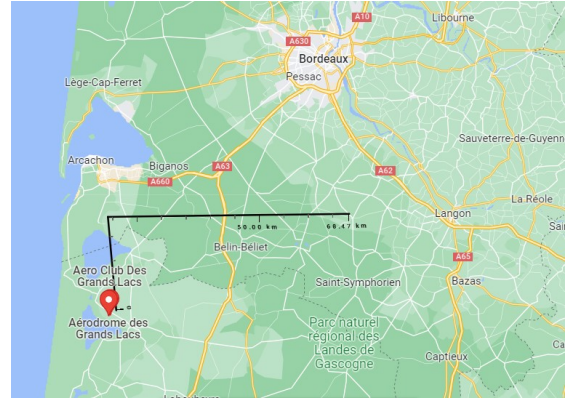 A10
Libourne
A630
Bordeaux
Pessac
Lège-Cap-Ferret
Sauveterre-de-Guyenn
Arcachon
Biganos
A63
A62
A660
La Réole
Langon
50.00 km
68.47 km
Belin-Béliet
A65
Aero Club Des
Grands Lacs
Saint-Symphorien
Bazas
Aérodrome des
Grands Lacs
Parc naturel
régional des
Landes de
Gascogne
Captieux